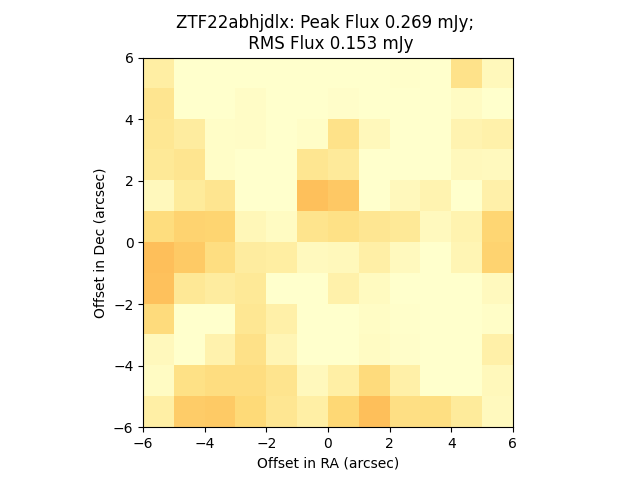 ZTF22abhjdlx: Peak Flux 0.269 mJy;
RMS Flux 0.153 mJy
6
4
2
0
−2
−4
−6
Offset in Dec (arcsec)
−6 −4 −2 0 2 4 6
Offset in RA (arcsec)